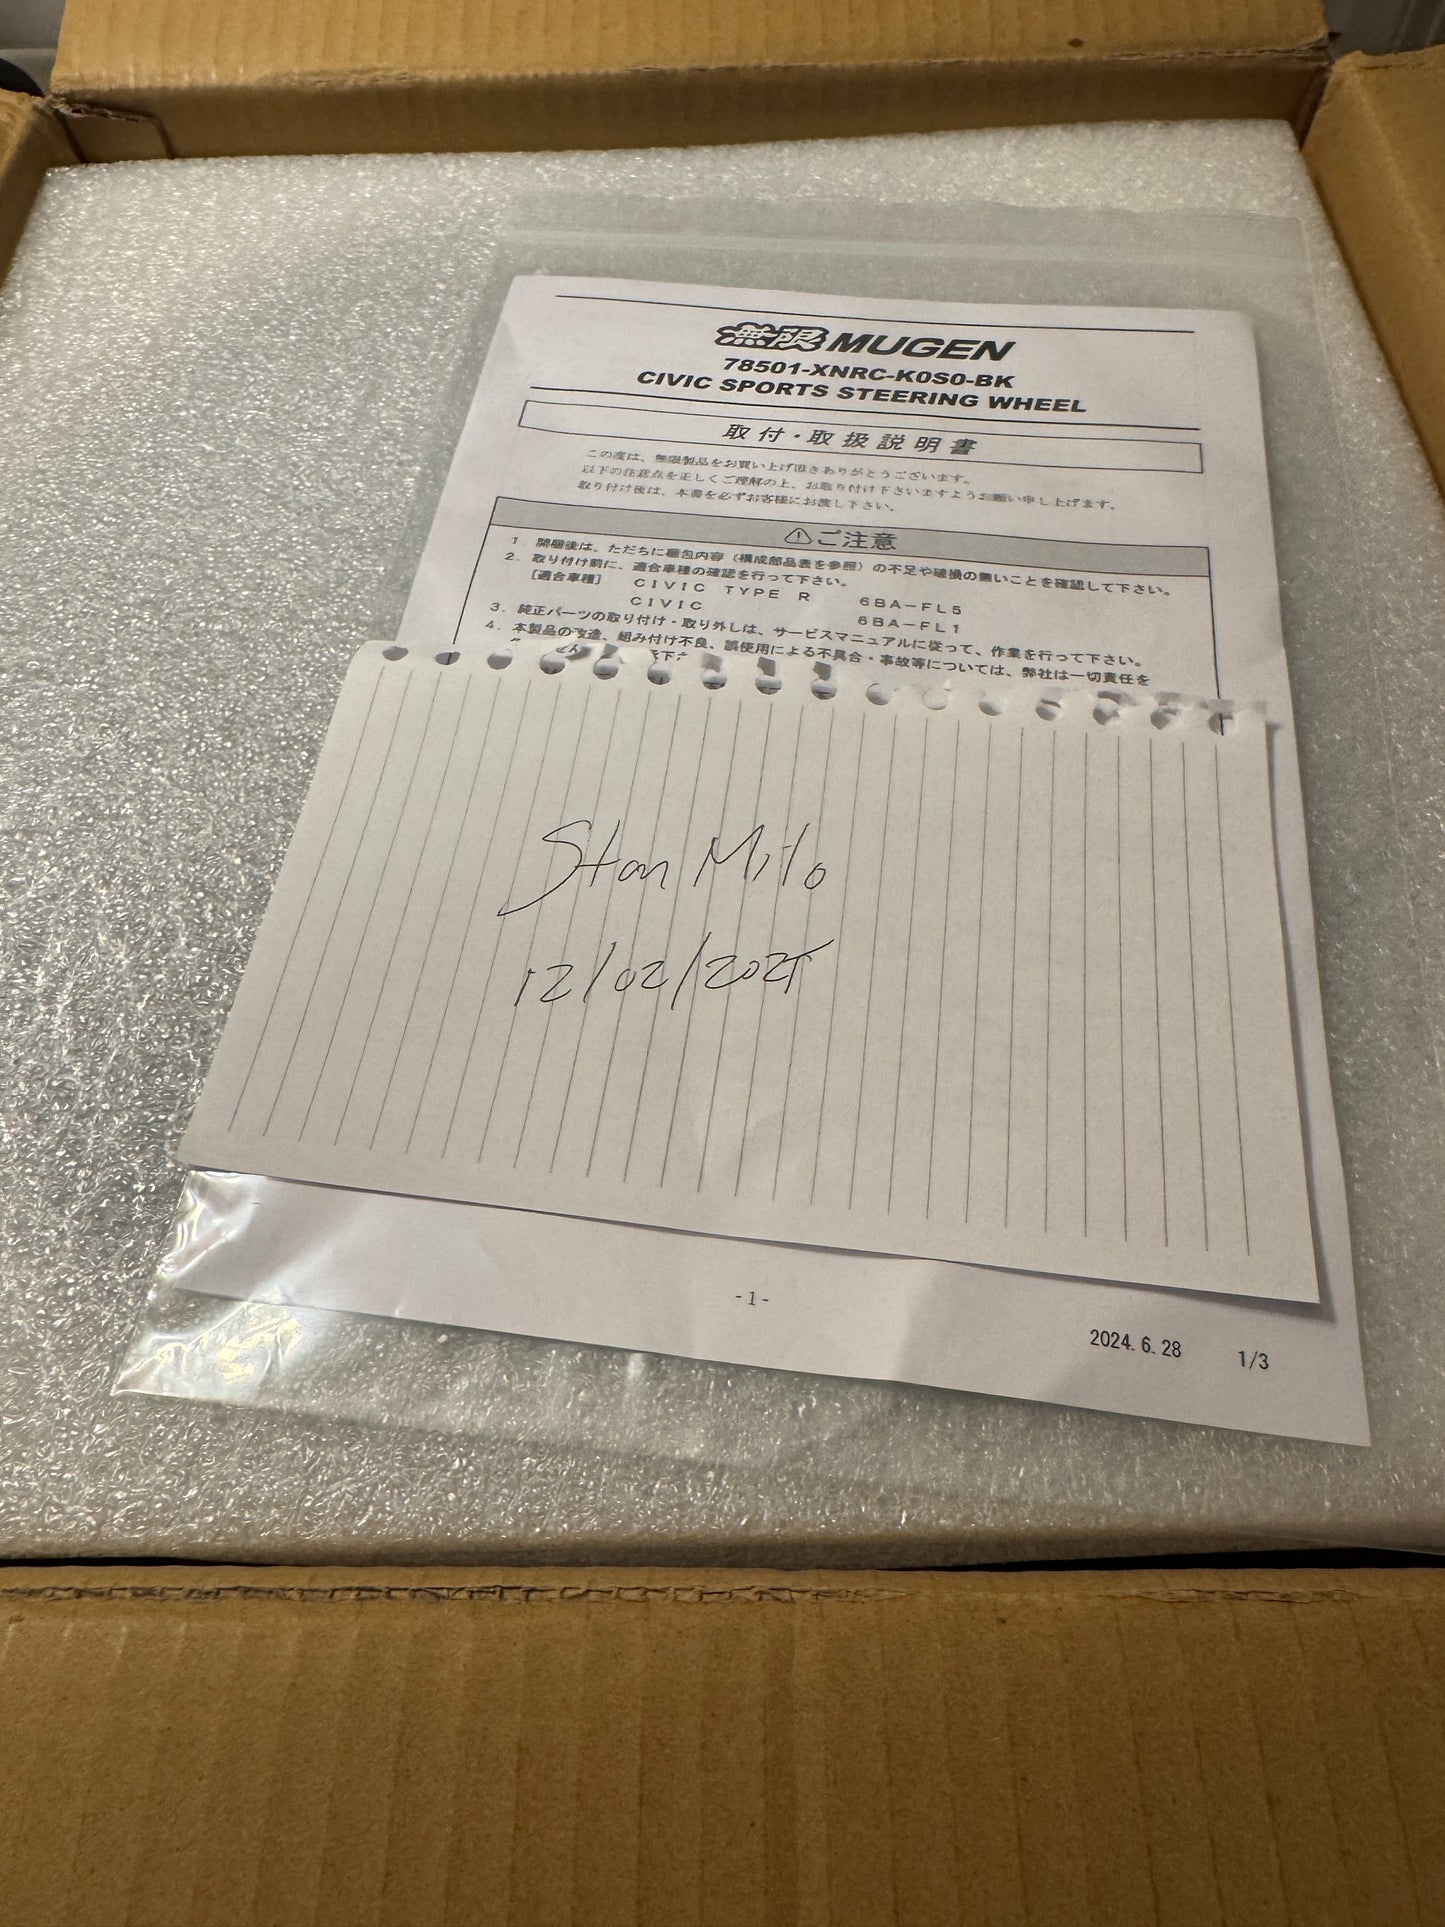 無限 MUGEN
78501-XNRC-K0S0-BK
CIVIC SPORTS STEERING WHEEL
取付・取扱説明書
この度は、無限製品をお買い上げ頂きありがとうございます。
以下の注意点を正しくご理解の上、お取り付け下さいますようお願い申し上げます。
取り付け後は、本書を必ずお客様にお渡し下さい。
ご注意
1. 開梱後は、ただちに梱包内容（構成部品表を参照）の不足や破損の無いことを確認して下さい。
2. 取り付け前に、適合車種の確認を行って下さい。
［適合車種］ CIVIC TYPE R 6BA-FL5
CIVIC 6BA-FL1
3. 純正パーツの取り付け・取り外しは、サービスマニュアルに従って、作業を行って下さい。
4. 本製品の改造、組み付け不良、誤使用による不具合・事故等については、弊社は一切責任を
Stan Milo
12/02/2025
-1-
2024.6.28 1/3